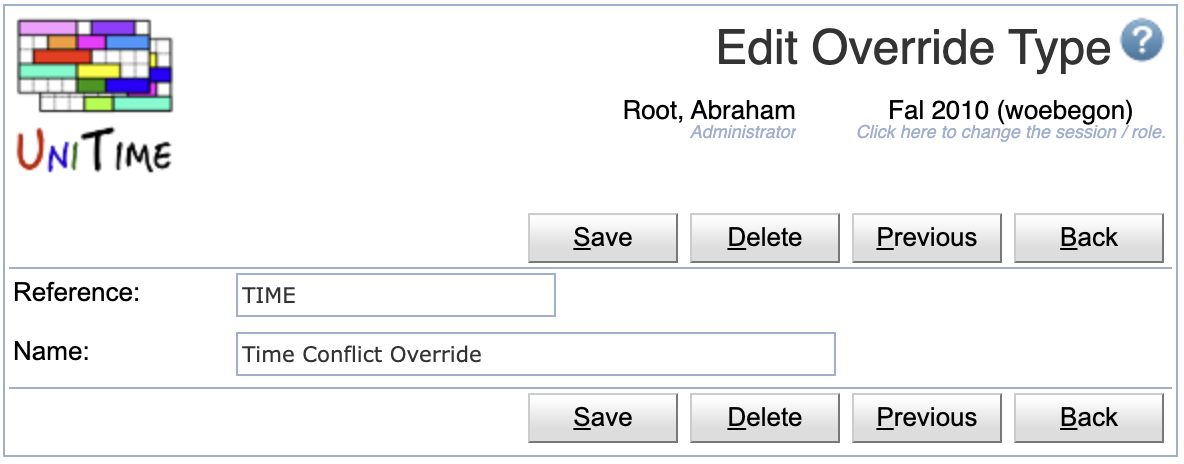 Edit Override Type ?
Root, Abraham
Administrator
Fal 2010 (woebegon)
Click here to change the session / role.
UNITIME
Save Delete Previous Back
Reference: TIME
Name: Time Conflict Override
Save Delete Previous Back